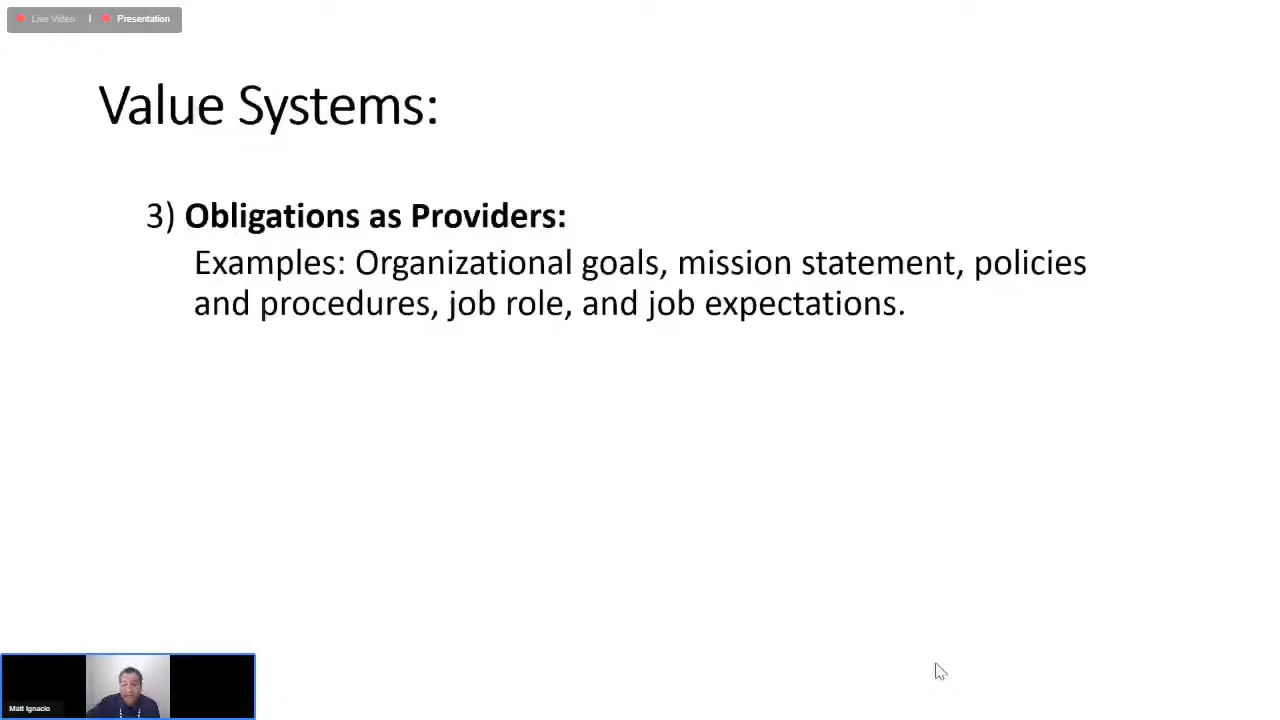 Live Video | Presentation
Value Systems:
3) Obligations as Providers:
Examples: Organizational goals, mission statement, policies
and procedures, job role, and job expectations.
Matt Ignacio